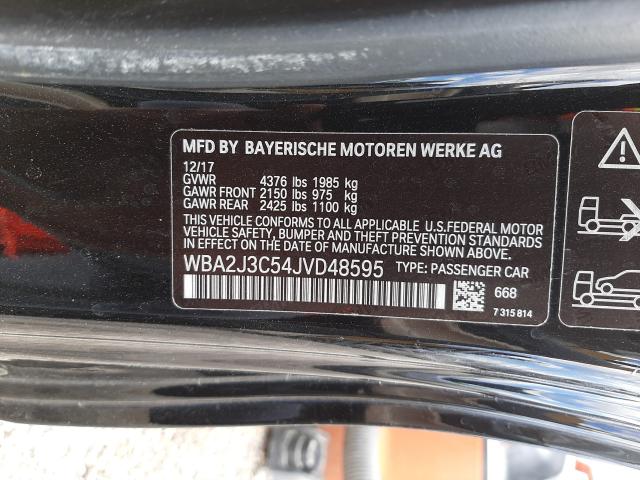 MFD BY BAYERISCHE MOTOREN WERKE AG
12/17
GVWR 4376 lbs 1985 kg
GAWR FRONT 2150 lbs 975 kg
GAWR REAR 2425 lbs 1100 kg
THIS VEHICLE CONFORMS TO ALL APPLICABLE U.S.FEDERAL MOTOR
VEHICLE SAFETY, BUMPER AND THEFT PREVENTION STANDARDS
IN EFFECT ON THE DATE OF MANUFACTURE SHOWN ABOVE.
WBA2J3C54JVD48595 TYPE: PASSENGER CAR
668
7 315 814